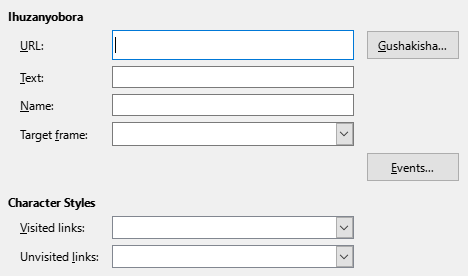 Ihuzanyobora
URL:
Gushakisha...
Text:
Name:
Target frame:
Events...
Character Styles
Visited links:
Unvisited links: